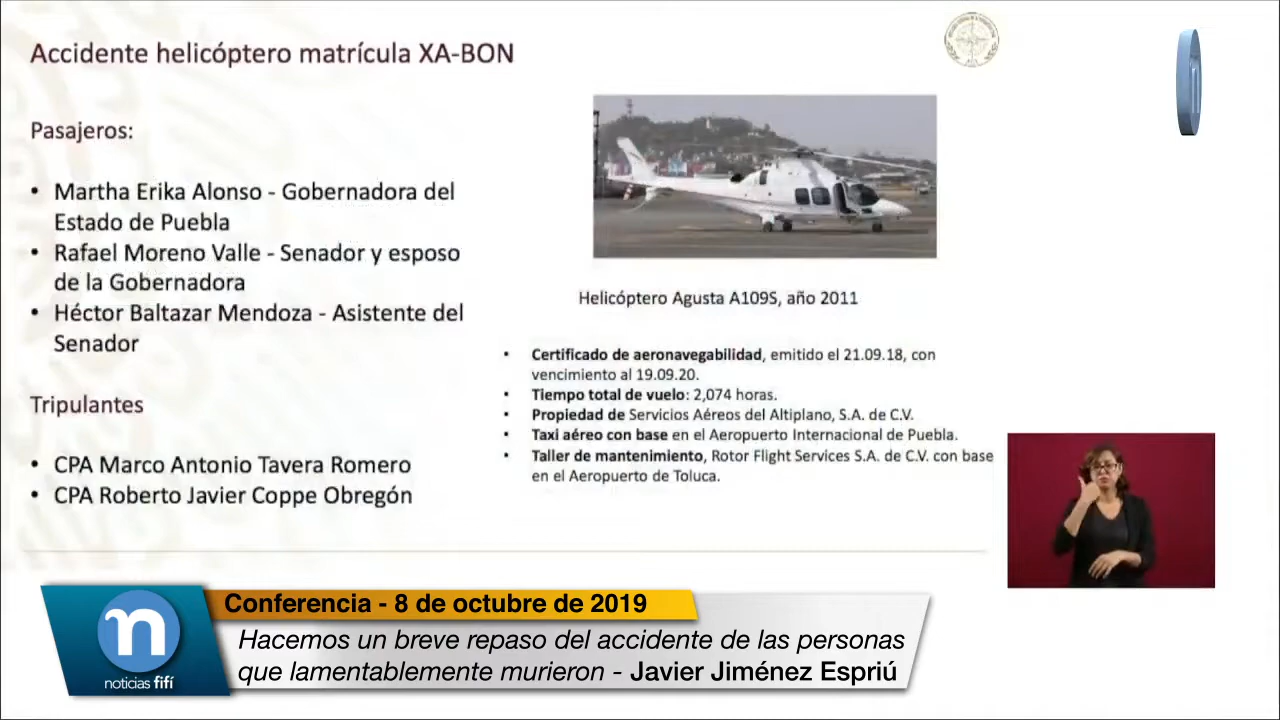 Accidente helicóptero matrícula XA-BON
Pasajeros:
• Martha Erika Alonso - Gobernadora del
Estado de Puebla
• Rafael Moreno Valle - Senador y esposo
de la Gobernadora
• Héctor Baltazar Mendoza - Asistente del
Senador
Tripulantes
• CPA Marco Antonio Tavera Romero
• CPA Roberto Javier Coppe Obregón
Helicóptero Agusta A109S, año 2011
• Certificado de aeronavegabilidad, emitido el 21.09.18, con
vencimiento al 19.09.20.
• Tiempo total de vuelo: 2,074 horas.
• Propiedad de Servicios Aéreos del Altiplano, S.A. de C.V.
• Taxi aéreo con base en el Aeropuerto Internacional de Puebla.
• Taller de mantenimiento, Rotor Flight Services S.A. de C.V. con base
en el Aeropuerto de Toluca.
n
noticias fifí
Conferencia - 8 de octubre de 2019
Hacemos un breve repaso del accidente de las personas
que lamentablemente murieron - Javier Jiménez Espriú